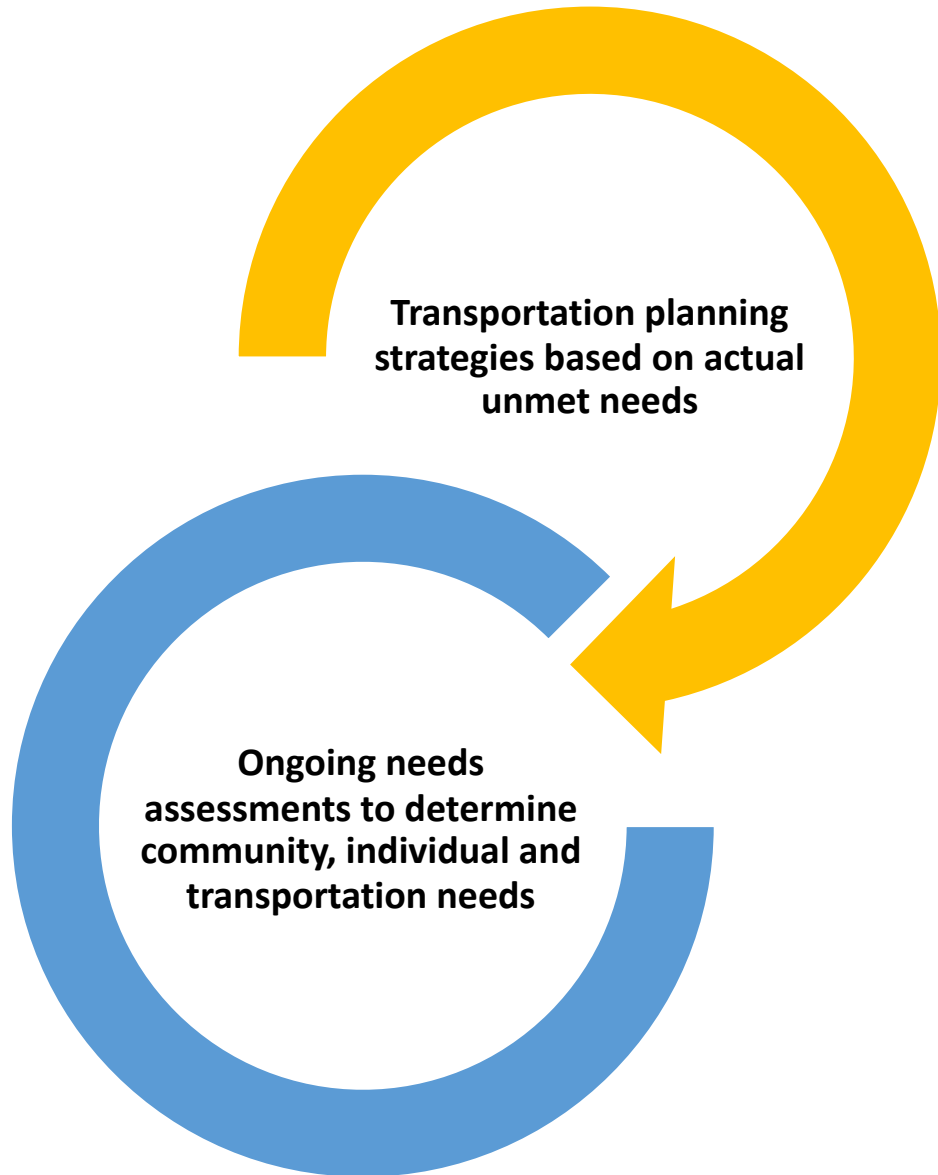 Transportation planning
strategies based on actual
unmet needs
Ongoing needs
assessments to determine
community, individual and
transportation needs